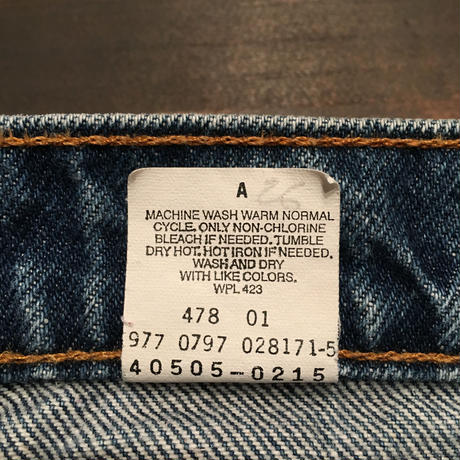 A 26
MACHINE WASH WARM NORMAL
CYCLE. ONLY NON-CHLORINE
BLEACH IF NEEDED. TUMBLE
DRY HOT. HOT IRON IF NEEDED.
WASH AND DRY
WITH LIKE COLORS.
WPL 423
478 01
977 0797 028171-5
40505-0215